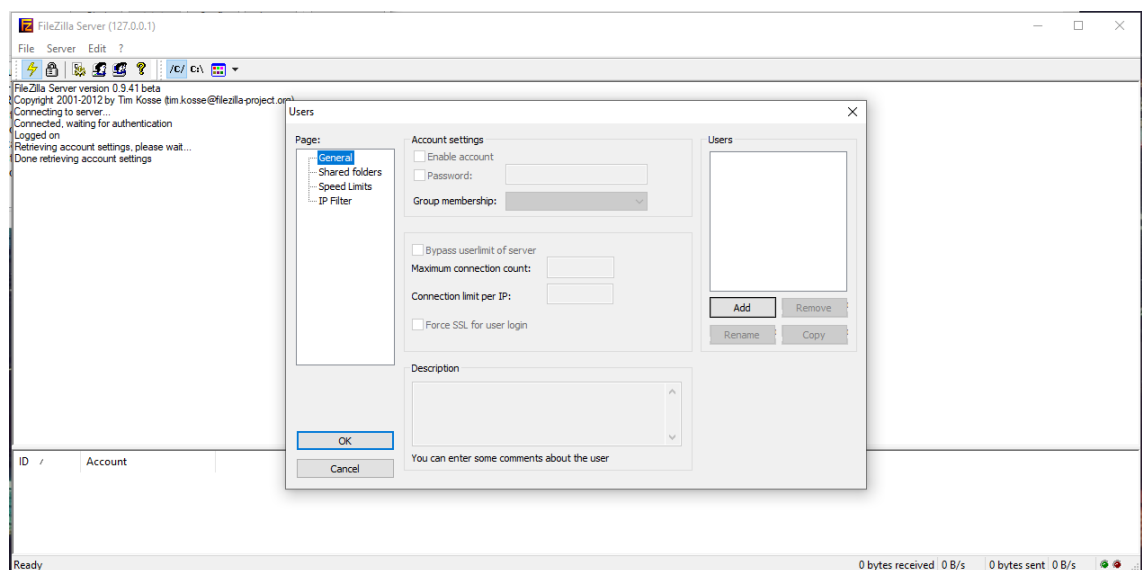 FileZilla Server (127.0.0.1)
File Server Edit ?
/C/ C:\
FileZilla Server version 0.9.41 beta
Copyright 2001-2012 by Tim Kosse (tim.kosse@filezilla-project.org)
Connecting to server...
Connected, waiting for authentication
Logged on
Retrieving account settings, please wait...
Done retrieving account settings
Users
Page:
General
Shared folders
Speed Limits
IP Filter
OK
Cancel
Account settings
Enable account
Password:
Group membership:
Bypass userlimit of server
Maximum connection count:
Connection limit per IP:
Force SSL for user login
Description
You can enter some comments about the user
Users
Add Remove
Rename Copy
ID / Account
Ready 0 bytes received 0 B/s 0 bytes sent 0 B/s